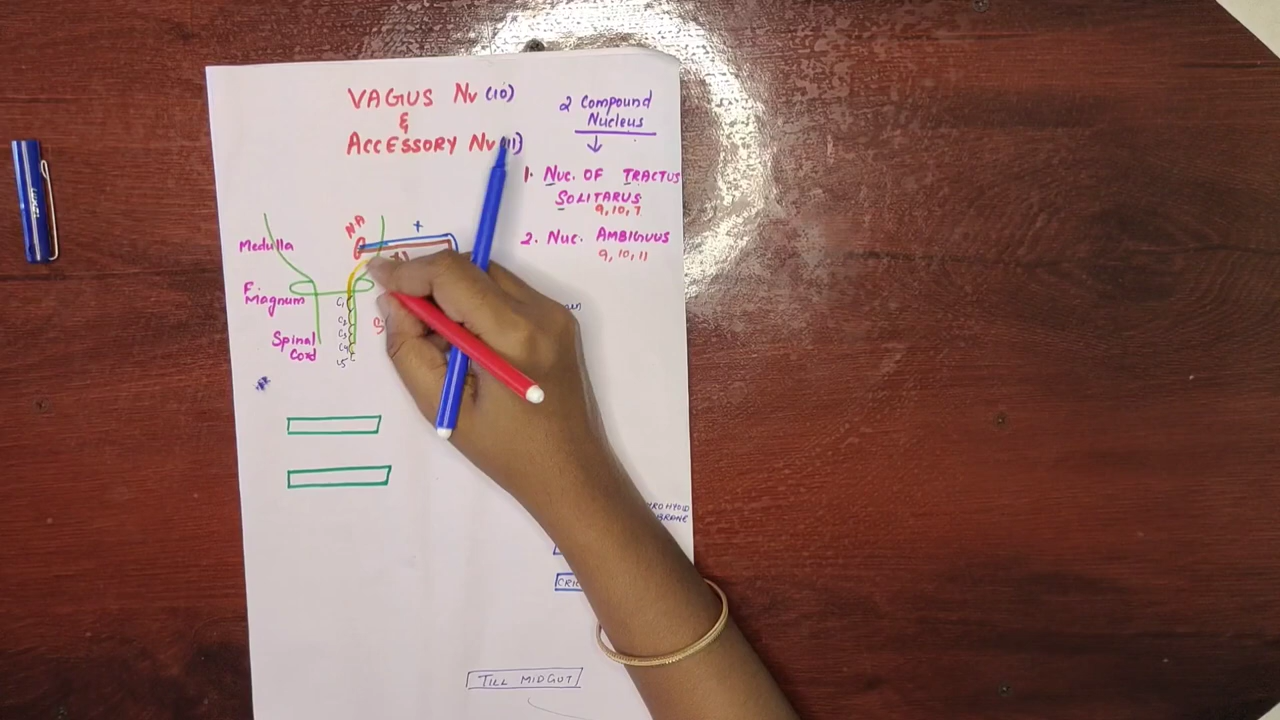 VAGUS Nv (10)
&
ACCESSORY Nv (11)
2 Compound
Nucleus
1. Nuc. OF TRACTUS
SOLITARUS
9, 10, 7
2. Nuc. AMBIGUUS
9, 10, 11
NA
+
Medulla
F.
Magnum
Spinal
Cord
C1
C2
C3
C4
C5
TILL MIDGUT